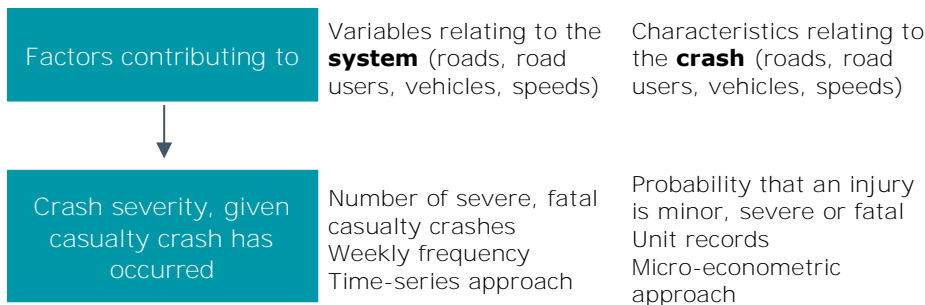 Factors contributing to
Variables relating to the
system (roads, road
users, vehicles, speeds)
Characteristics relating to
the crash (roads, road
users, vehicles, speeds)
Crash severity, given
casualty crash has
occurred
Number of severe, fatal
casualty crashes
Weekly frequency
Time-series approach
Probability that an injury
is minor, severe or fatal
Unit records
Micro-econometric
approach